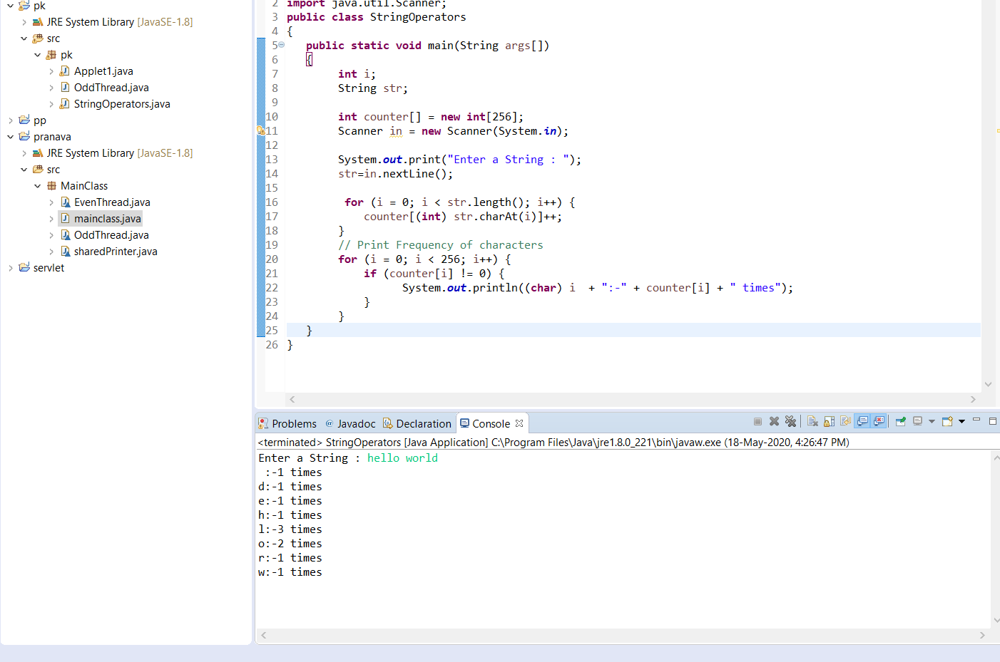 pk
JRE System Library [JavaSE-1.8]
src
pk
Applet1.java
OddThread.java
StringOperators.java
pp
pranava
JRE System Library [JavaSE-1.8]
src
MainClass
EvenThread.java
mainclass.java
OddThread.java
sharedPrinter.java
servlet
2 import java.util.Scanner;
3 public class StringOperators
4 {
5 public static void main(String args[])
6 {
7 int i;
8 String str;
9
10 int counter[] = new int[256];
11 Scanner in = new Scanner(System.in);
12
13 System.out.print("Enter a String : ");
14 str=in.nextLine();
15
16 for (i = 0; i < str.length(); i++) {
17 counter[(int) str.charAt(i)]++;
18 }
19 // Print Frequency of characters
20 for (i = 0; i < 256; i++) {
21 if (counter[i] != 0) {
22 System.out.println((char) i  + ":-" + counter[i] + " times");
23 }
24 }
25 }
26 }
Problems @ Javadoc Declaration Console
<terminated> StringOperators [Java Application] C:\Program Files\Java\jre1.8.0_221\bin\javaw.exe (18-May-2020, 4:26:47 PM)
Enter a String : hello world
 :-1 times
d:-1 times
e:-1 times
h:-1 times
l:-3 times
o:-2 times
r:-1 times
w:-1 times